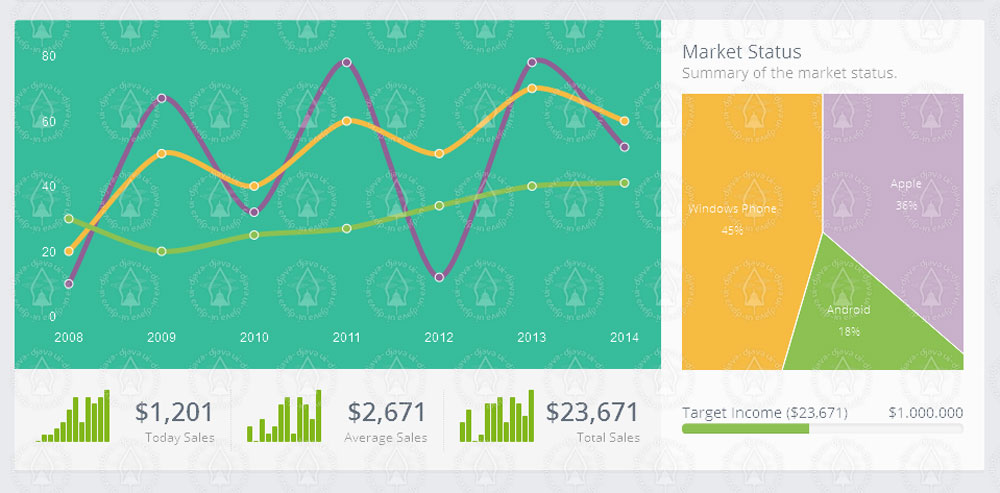 80
60
40
20
0
2008 2009 2010 2011 2012 2013 2014
$1,201
Today Sales
$2,671
Average Sales
$23,671
Total Sales
Market Status
Summary of the market status.
Windows Phone
45%
Apple
36%
Android
18%
Target Income ($23,671) $1.000.000